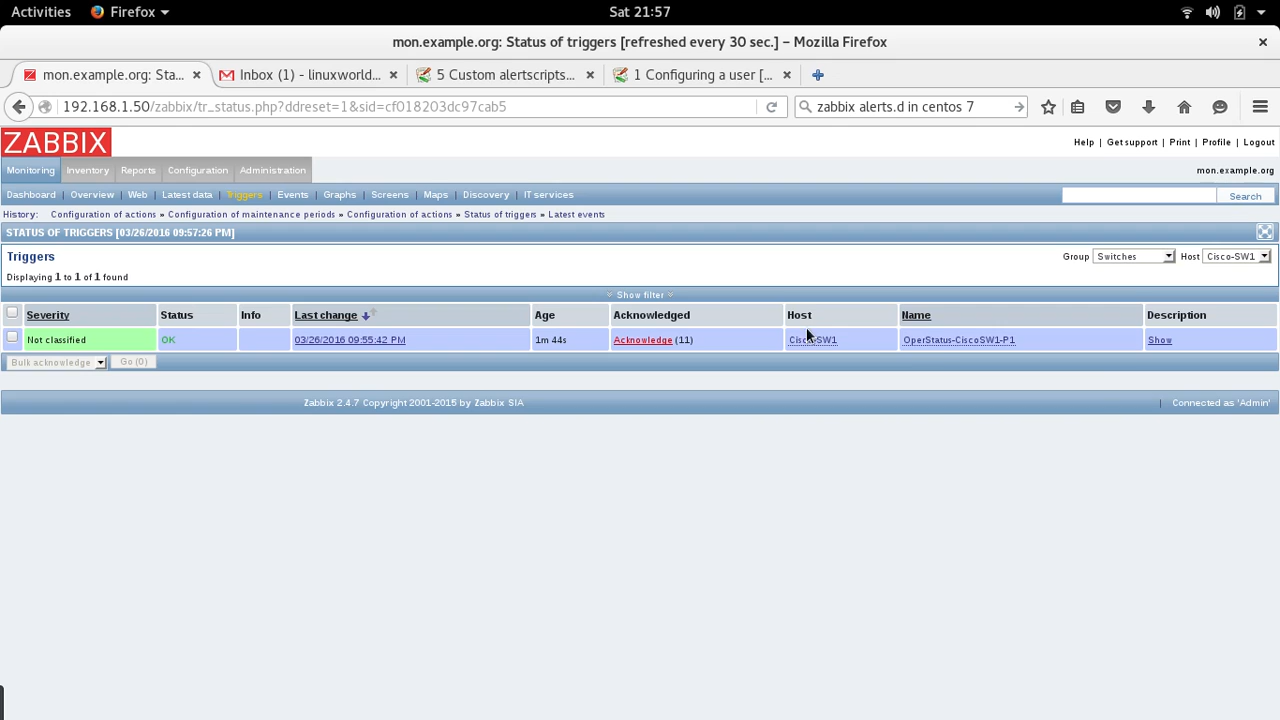 Activities Firefox Sat 21:57
mon.example.org: Status of triggers [refreshed every 30 sec.] – Mozilla Firefox
mon.example.org: Sta... Inbox (1) - linuxworld... 5 Custom alertscripts... 1 Configuring a user [...
192.168.1.50/zabbix/tr_status.php?ddreset=1&sid=cf018203dc97cab5 zabbix alerts.d in centos 7
ZABBIX
Help | Get support | Print | Profile | Logout
Monitoring Inventory Reports Configuration Administration mon.example.org
Dashboard | Overview | Web | Latest data | Triggers | Events | Graphs | Screens | Maps | Discovery | IT services Search
History: Configuration of actions » Configuration of maintenance periods » Configuration of actions » Status of triggers » Latest events
STATUS OF TRIGGERS [03/26/2016 09:57:26 PM]
Triggers Group Switches Host Cisco-SW1
Displaying 1 to 1 of 1 found
Show filter
Severity Status Info Last change Age Acknowledged Host Name Description
Not classified OK 03/26/2016 09:55:42 PM 1m 44s Acknowledge (11) Cisco-SW1 OperStatus-CiscoSW1-P1 Show
Bulk acknowledge Go (0)
Zabbix 2.4.7 Copyright 2001-2015 by Zabbix SIA | Connected as 'Admin'